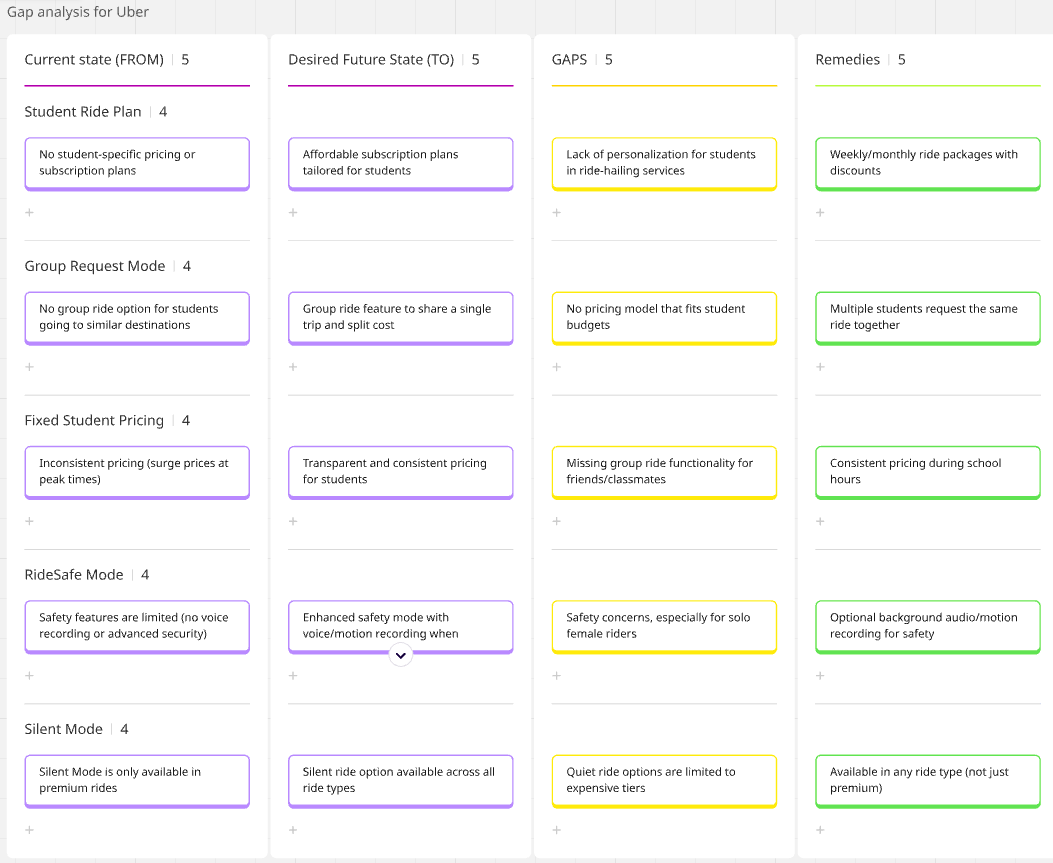 Gap analysis for Uber
Current state (FROM) | 5
Desired Future State (TO) | 5
GAPS | 5
Remedies | 5
Student Ride Plan | 4
No student-specific pricing or
subscription plans
Affordable subscription plans
tailored for students
Lack of personalization for students
in ride-hailing services
Weekly/monthly ride packages with
discounts
+
+
+
+
Group Request Mode | 4
No group ride option for students
going to similar destinations
Group ride feature to share a single
trip and split cost
No pricing model that fits student
budgets
Multiple students request the same
ride together
+
+
+
+
Fixed Student Pricing | 4
Inconsistent pricing (surge prices at
peak times)
Transparent and consistent pricing
for students
Missing group ride functionality for
friends/classmates
Consistent pricing during school
hours
+
+
+
+
RideSafe Mode | 4
Safety features are limited (no voice
recording or advanced security)
Enhanced safety mode with
voice/motion recording when
Safety concerns, especially for solo
female riders
Optional background audio/motion
recording for safety
+
+
+
+
Silent Mode | 4
Silent Mode is only available in
premium rides
Silent ride option available across all
ride types
Quiet ride options are limited to
expensive tiers
Available in any ride type (not just
premium)
+
+
+
+